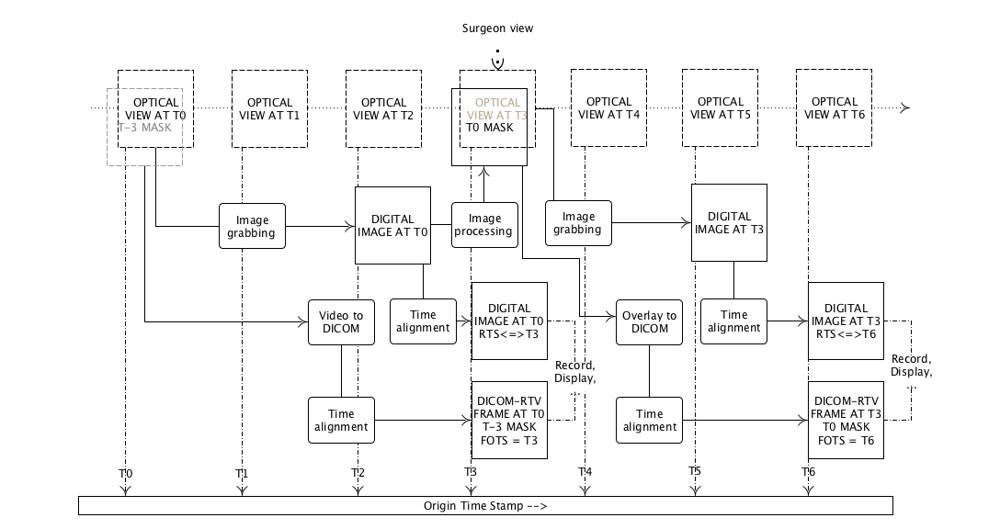 Surgeon view
OPTICAL
VIEW AT T0
T-3 MASK
OPTICAL
VIEW AT T1
OPTICAL
VIEW AT T2
OPTICAL
VIEW AT T3
T0 MASK
OPTICAL
VIEW AT T4
OPTICAL
VIEW AT T5
OPTICAL
VIEW AT T6
Image
grabbing
DIGITAL
IMAGE AT T0
Image
processing
Image
grabbing
DIGITAL
IMAGE AT T3
Video to
DICOM
Time
alignment
DIGITAL
IMAGE AT T0
RTS<=>T3
Overlay to
DICOM
Time
alignment
DIGITAL
IMAGE AT T3
RTS<=>T6
Record,
Display,
...
Record,
Display,
...
Time
alignment
DICOM-RTV
FRAME AT T0
T-3 MASK
FOTS = T3
Time
alignment
DICOM-RTV
FRAME AT T3
T0 MASK
FOTS = T6
T0
T1
T2
T3
T4
T5
T6
Origin Time Stamp -->